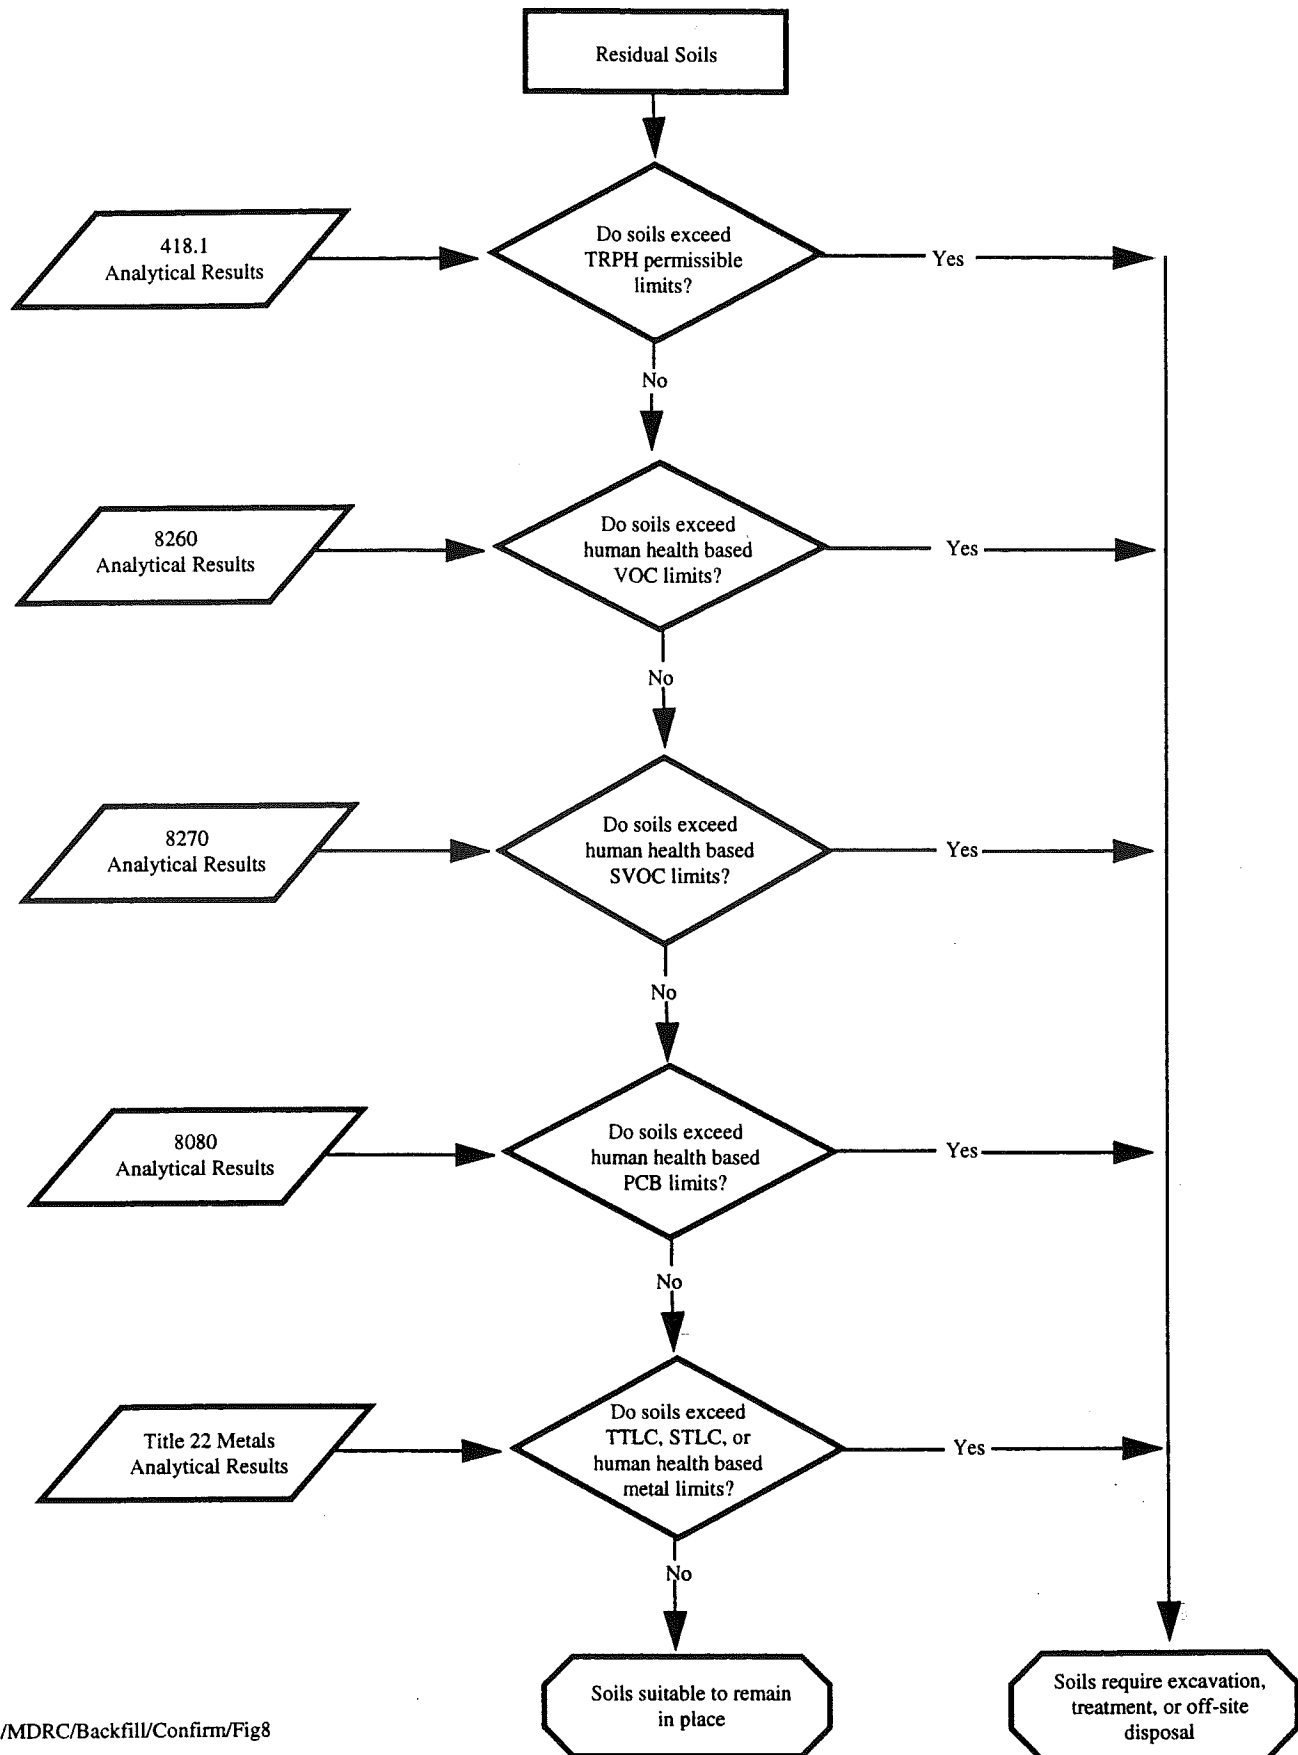 Residual Soils
418.1
Analytical Results
Do soils exceed
TRPH permissible
limits?
Yes
No
8260
Analytical Results
Do soils exceed
human health based
VOC limits?
Yes
No
8270
Analytical Results
Do soils exceed
human health based
SVOC limits?
Yes
No
8080
Analytical Results
Do soils exceed
human health based
PCB limits?
Yes
No
Title 22 Metals
Analytical Results
Do soils exceed
TTLC, STLC, or
human health based
metal limits?
Yes
No
Soils suitable to remain
in place
Soils require excavation,
treatment, or off-site
disposal
/MDRC/Backfill/Confirm/Fig8